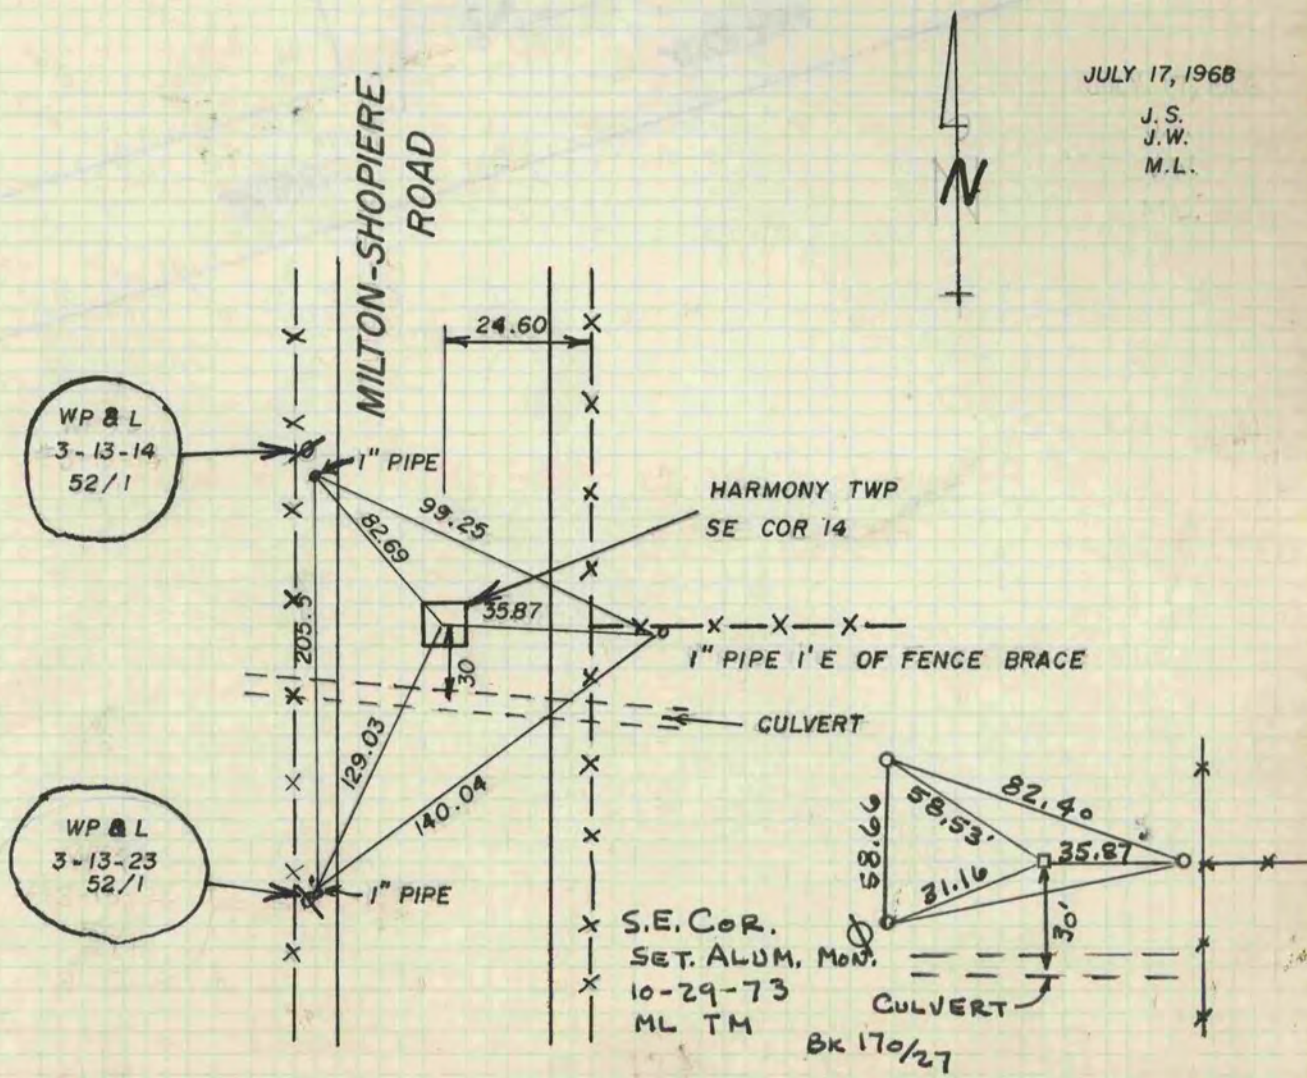 JULY 17, 1968
J. S.
J. W.
M. L.
N
MILTON-SHOPIERE
ROAD
24.60
WP & L
3-13-14
52/1
1" PIPE
99.25
82.69
HARMONY TWP
SE COR 14
35.87
205.5
30
1" PIPE 1' E OF FENCE BRACE
CULVERT
129.03
140.04
WP & L
3-13-23
52/1
1" PIPE
82.40
58.53'
58.66
35.87
31.16
30'
S.E. COR.
SET. ALUM. MON.
10-29-73
ML TM
CULVERT
BK 170/27